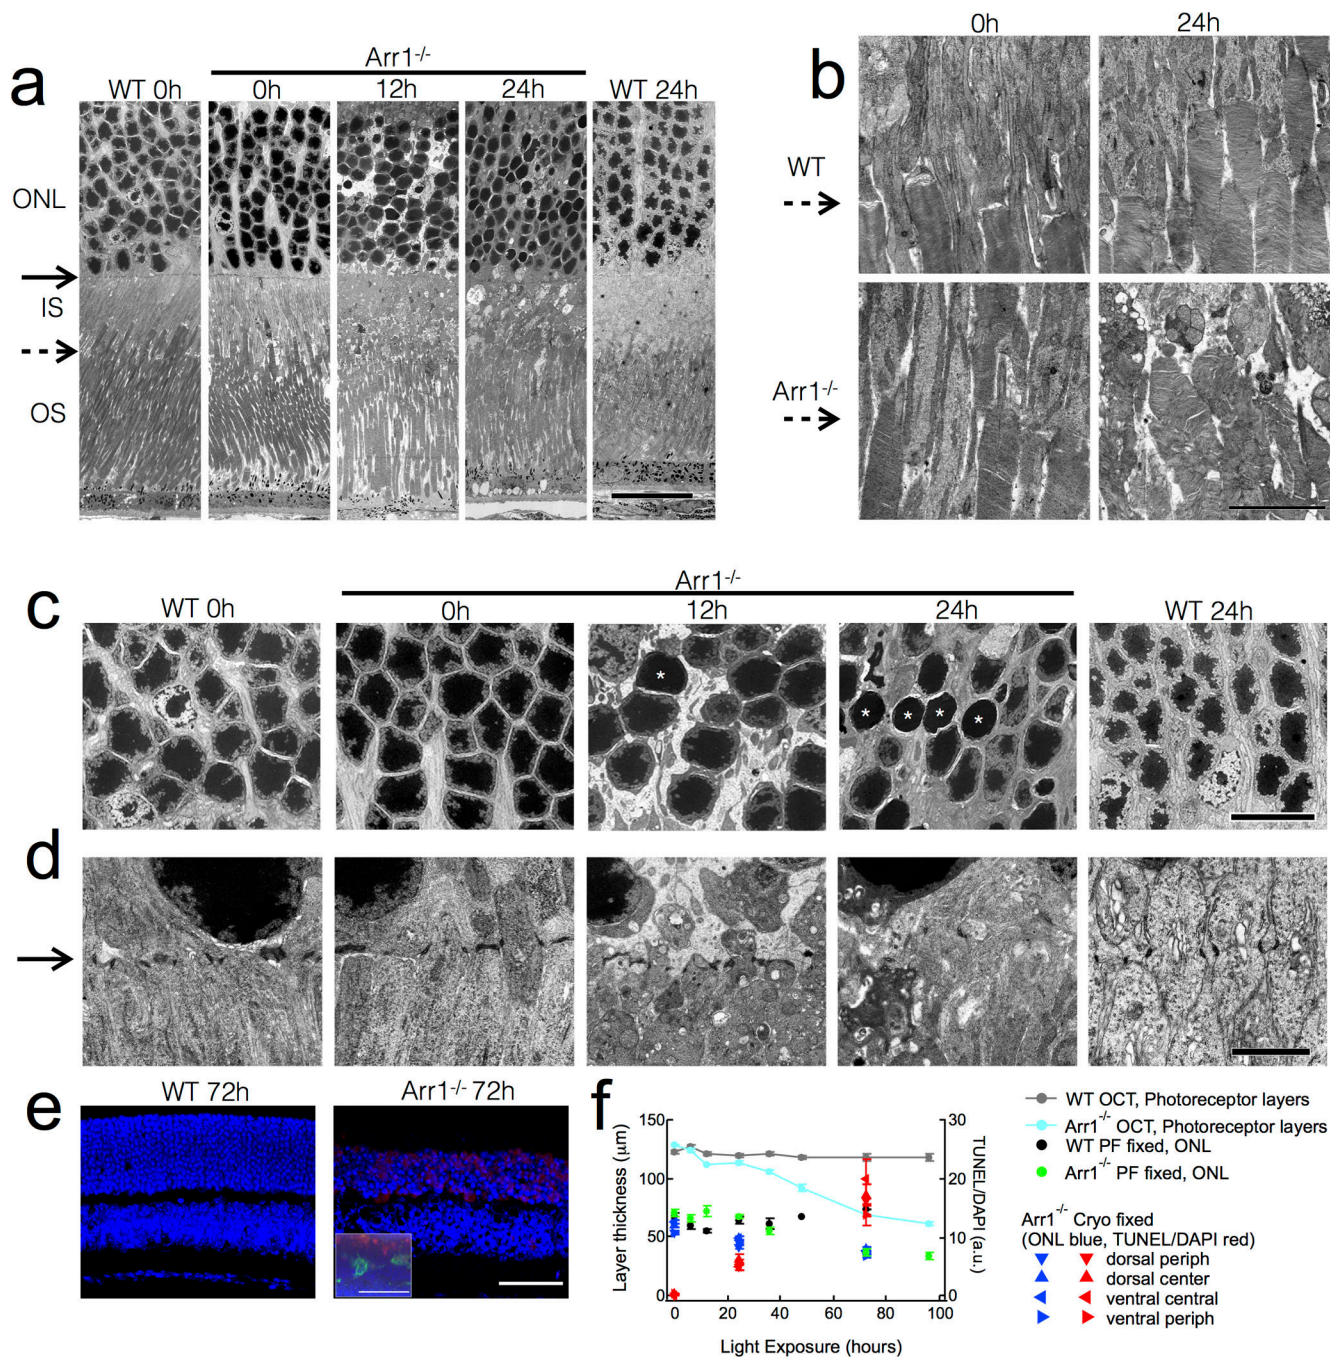 a
Arr1-/-
WT 0h
0h
12h
24h
WT 24h
ONL
IS
OS
b
0h
24h
WT
Arr1-/-
c
Arr1-/-
WT 0h
0h
12h
24h
WT 24h
*
* * * *
d
e
WT 72h
Arr1-/- 72h
f
150
100
50
0
Layer thickness (µm)
30
20
10
0
TUNEL/DAPI (a.u.)
0 20 40 60 80 100
Light Exposure (hours)
WT OCT, Photoreceptor layers
Arr1-/- OCT, Photoreceptor layers
WT PF fixed, ONL
Arr1-/- PF fixed, ONL
Arr1-/- Cryo fixed
(ONL blue, TUNEL/DAPI red)
dorsal periph
dorsal center
ventral central
ventral periph